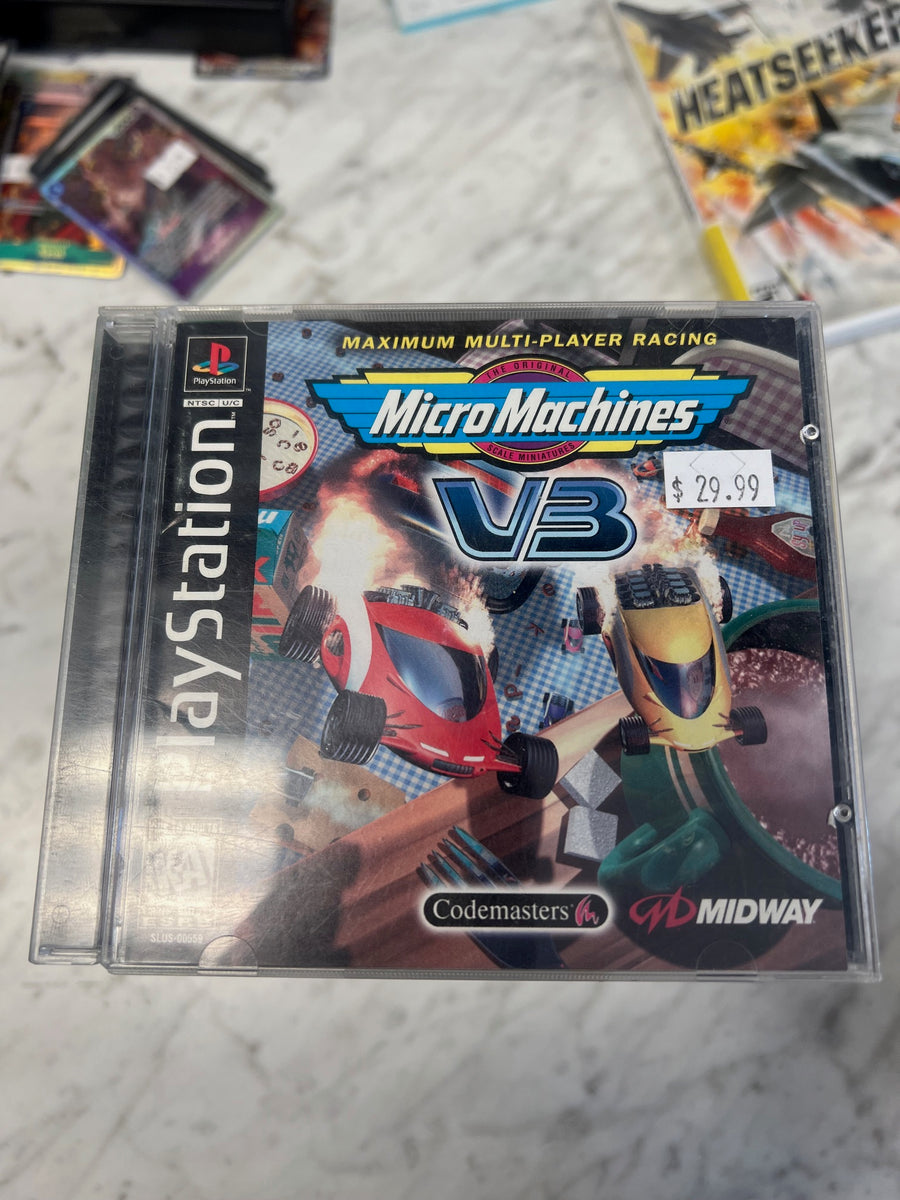 HEATSEEKER
MAXIMUM MULTI-PLAYER RACING
PlayStation
NTSC U/C
PlayStation
THE ORIGINAL
Micro Machines
SCALE MINIATURES
V3
$ 29.99
Codemasters
MIDWAY
SLUS-00559